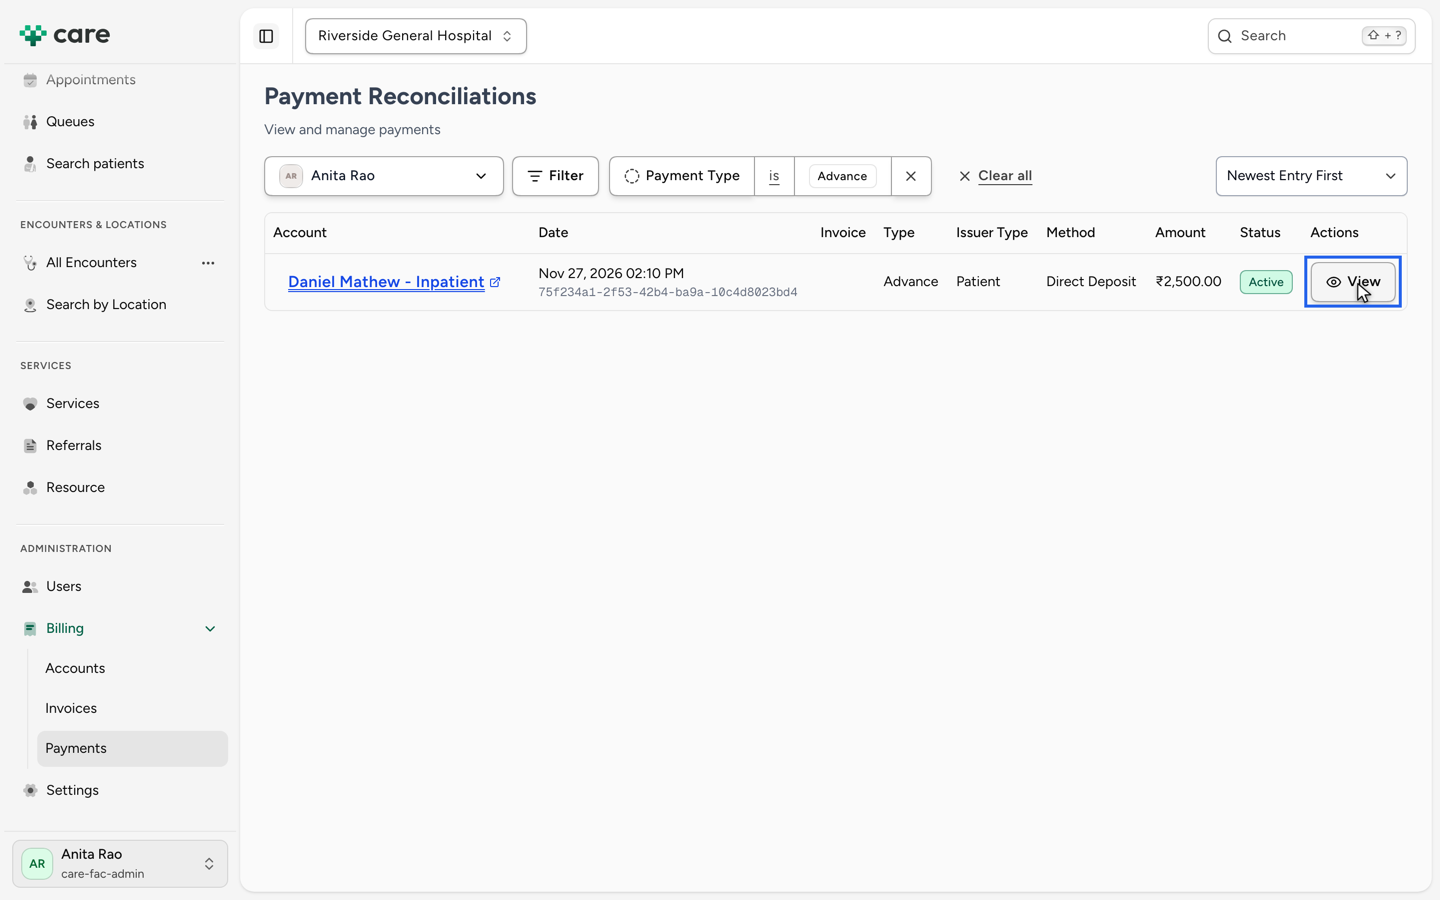 care
Appointments
Queues
Search patients
ENCOUNTERS & LOCATIONS
All Encounters
Search by Location
SERVICES
Services
Referrals
Resource
ADMINISTRATION
Users
Billing
Accounts
Invoices
Payments
Settings
AR
Anita Rao
care-fac-admin
Riverside General Hospital
Search
⇧ + ?
Payment Reconciliations
View and manage payments
AR Anita Rao
Filter
Payment Type is Advance
Clear all
Newest Entry First
Account Date Invoice Type Issuer Type Method Amount Status Actions
Daniel Mathew - Inpatient Nov 27, 2026 02:10 PM Advance Patient Direct Deposit ₹2,500.00 Active View
75f234a1-2f53-42b4-ba9a-10c4d8023bd4